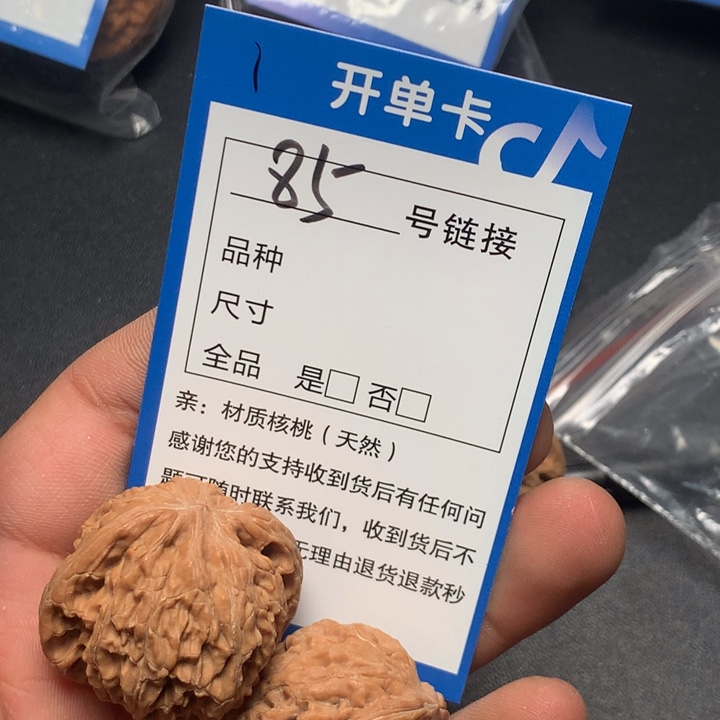 开单卡
85号链接
品种
尺寸
全品 是□ 否□
亲：材质核桃（天然）
感谢您的支持收到货后有任何问
题可随时联系我们，收到货后不
无理由退货退款秒